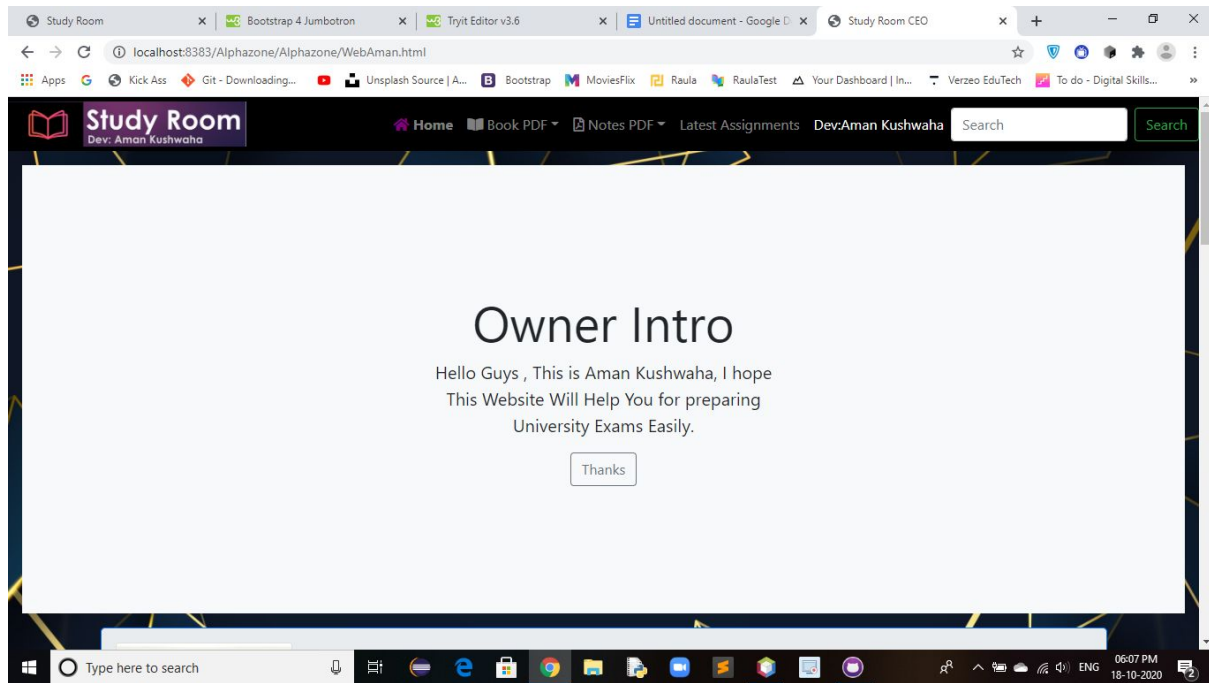 Study Room
Bootstrap 4 Jumbotron
Tryit Editor v3.6
Untitled document - Google D
Study Room CEO
localhost:8383/Alphazone/Alphazone/WebAman.html
Apps
Kick Ass
Git - Downloading...
Unsplash Source | A...
B Bootstrap
MoviesFlix
Raula
RaulaTest
Your Dashboard | In...
Verzeo EduTech
To do - Digital Skills...
»
Study Room
Dev: Aman Kushwaha
Home
Book PDF
Notes PDF
Latest Assignments
Dev:Aman Kushwaha
Search
Search
Owner Intro
Hello Guys , This is Aman Kushwaha, I hope
This Website Will Help You for preparing
University Exams Easily.
Thanks
Type here to search
ENG
06:07 PM
18-10-2020
2